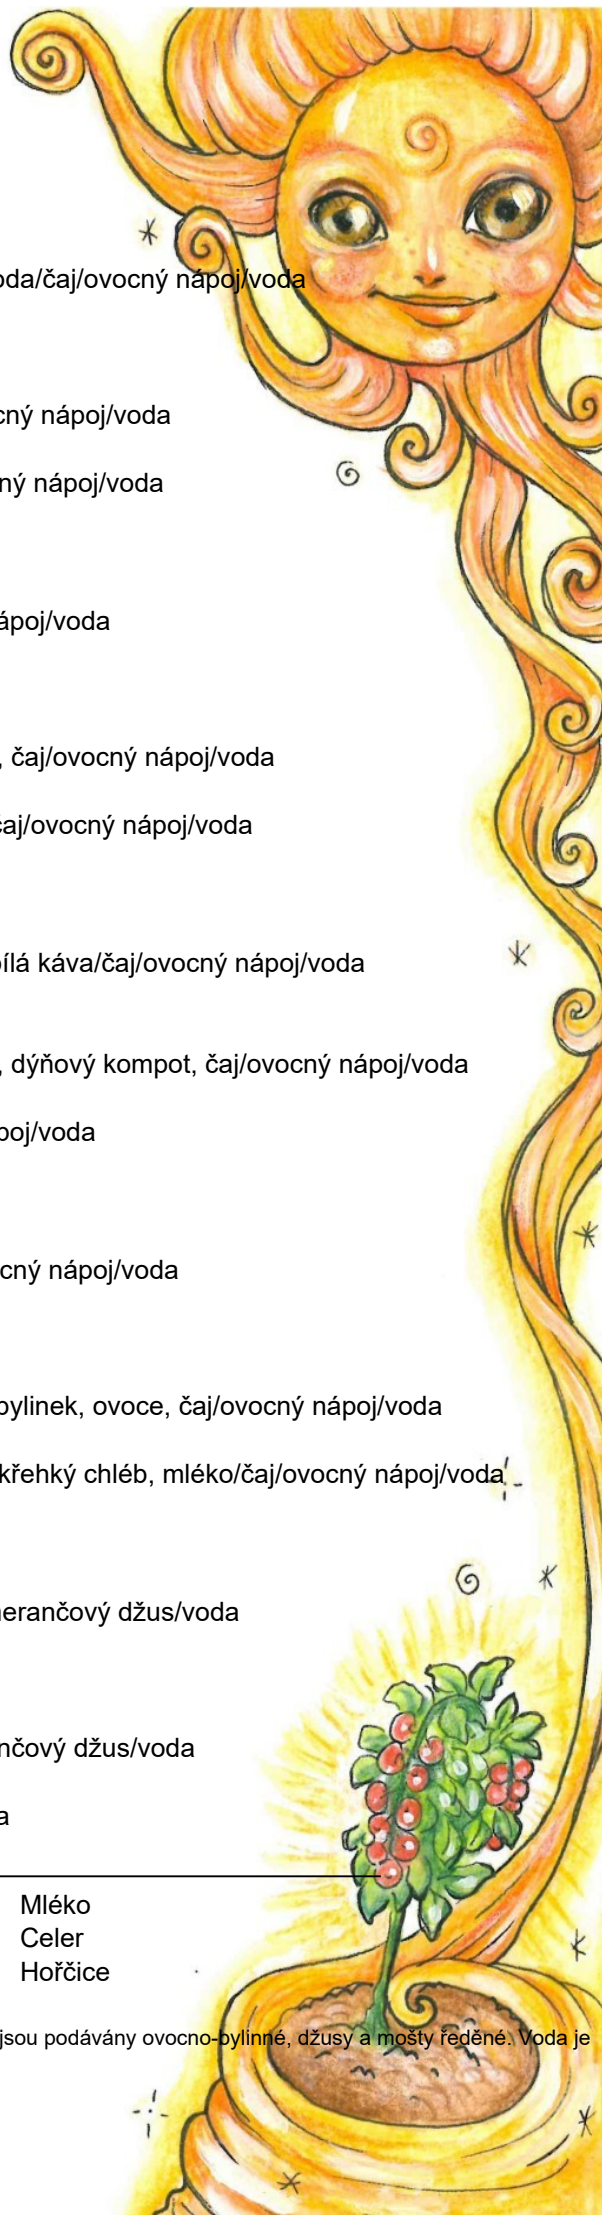 da/čaj/ovocný nápoj/voda
cný nápoj/voda
ný nápoj/voda
ápoj/voda
, čaj/ovocný nápoj/voda
čaj/ovocný nápoj/voda
bílá káva/čaj/ovocný nápoj/voda
, dýňový kompot, čaj/ovocný nápoj/voda
poj/voda
cný nápoj/voda
bylinek, ovoce, čaj/ovocný nápoj/voda
křehký chléb, mléko/čaj/ovocný nápoj/voda
merančový džus/voda
nčový džus/voda
a
Mléko
Celer
Hořčice
jsou podávány ovocno-bylinné, džusy a mošty ředěné. Voda je